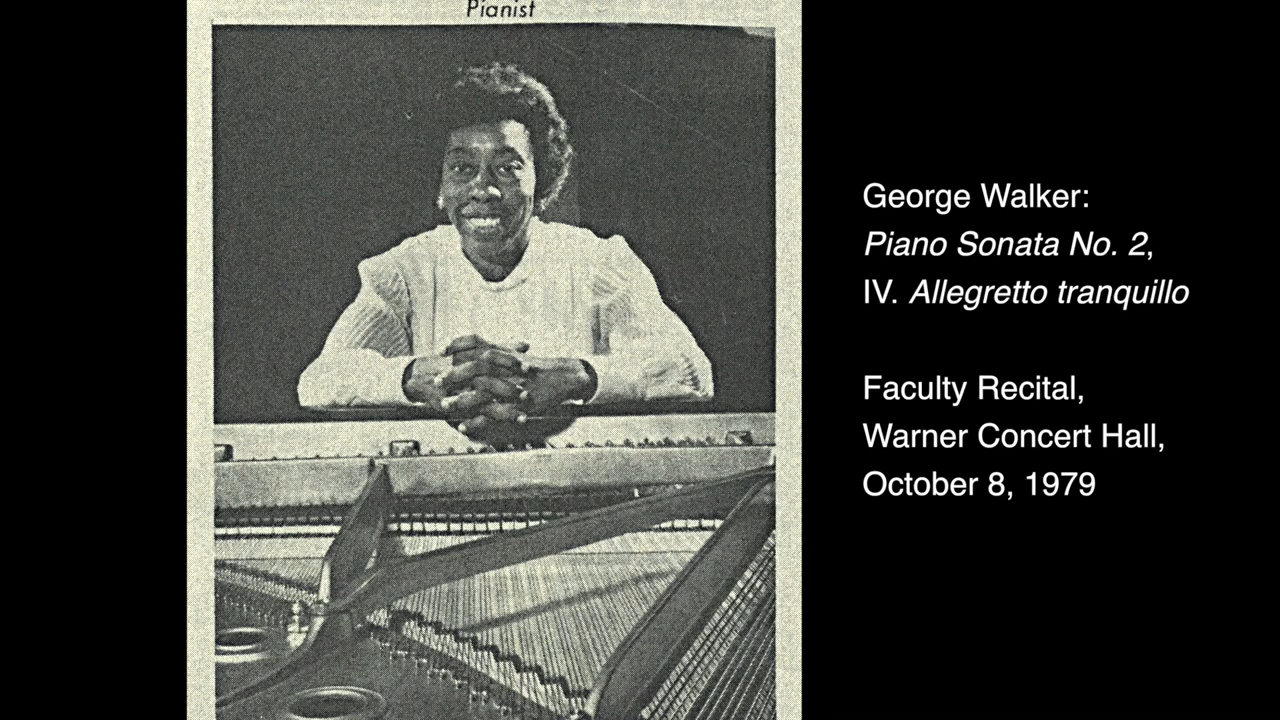 Pianist
George Walker:
Piano Sonata No. 2,
IV. Allegretto tranquillo
Faculty Recital,
Warner Concert Hall,
October 8, 1979